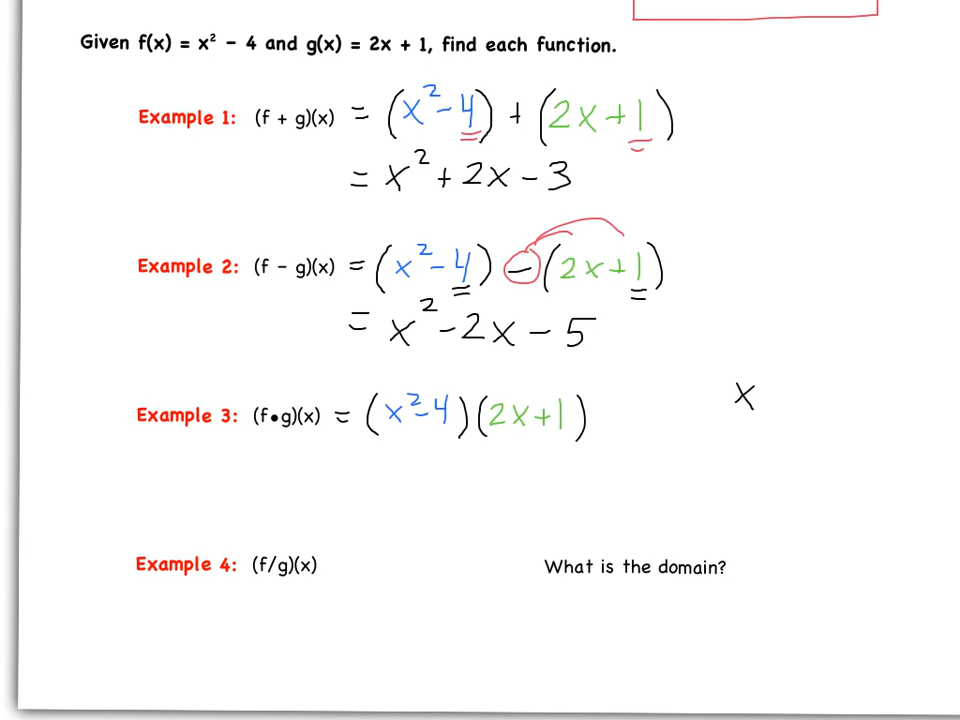 Given f(x) = x² - 4 and g(x) = 2x + 1, find each function.
Example 1: (f + g)(x) = (x²-4) + (2x+1)
= x² + 2x - 3
Example 2: (f - g)(x) = (x²-4) - (2x+1)
= x² - 2x - 5
x
Example 3: (f•g)(x) = (x²-4)(2x+1)
Example 4: (f/g)(x) What is the domain?